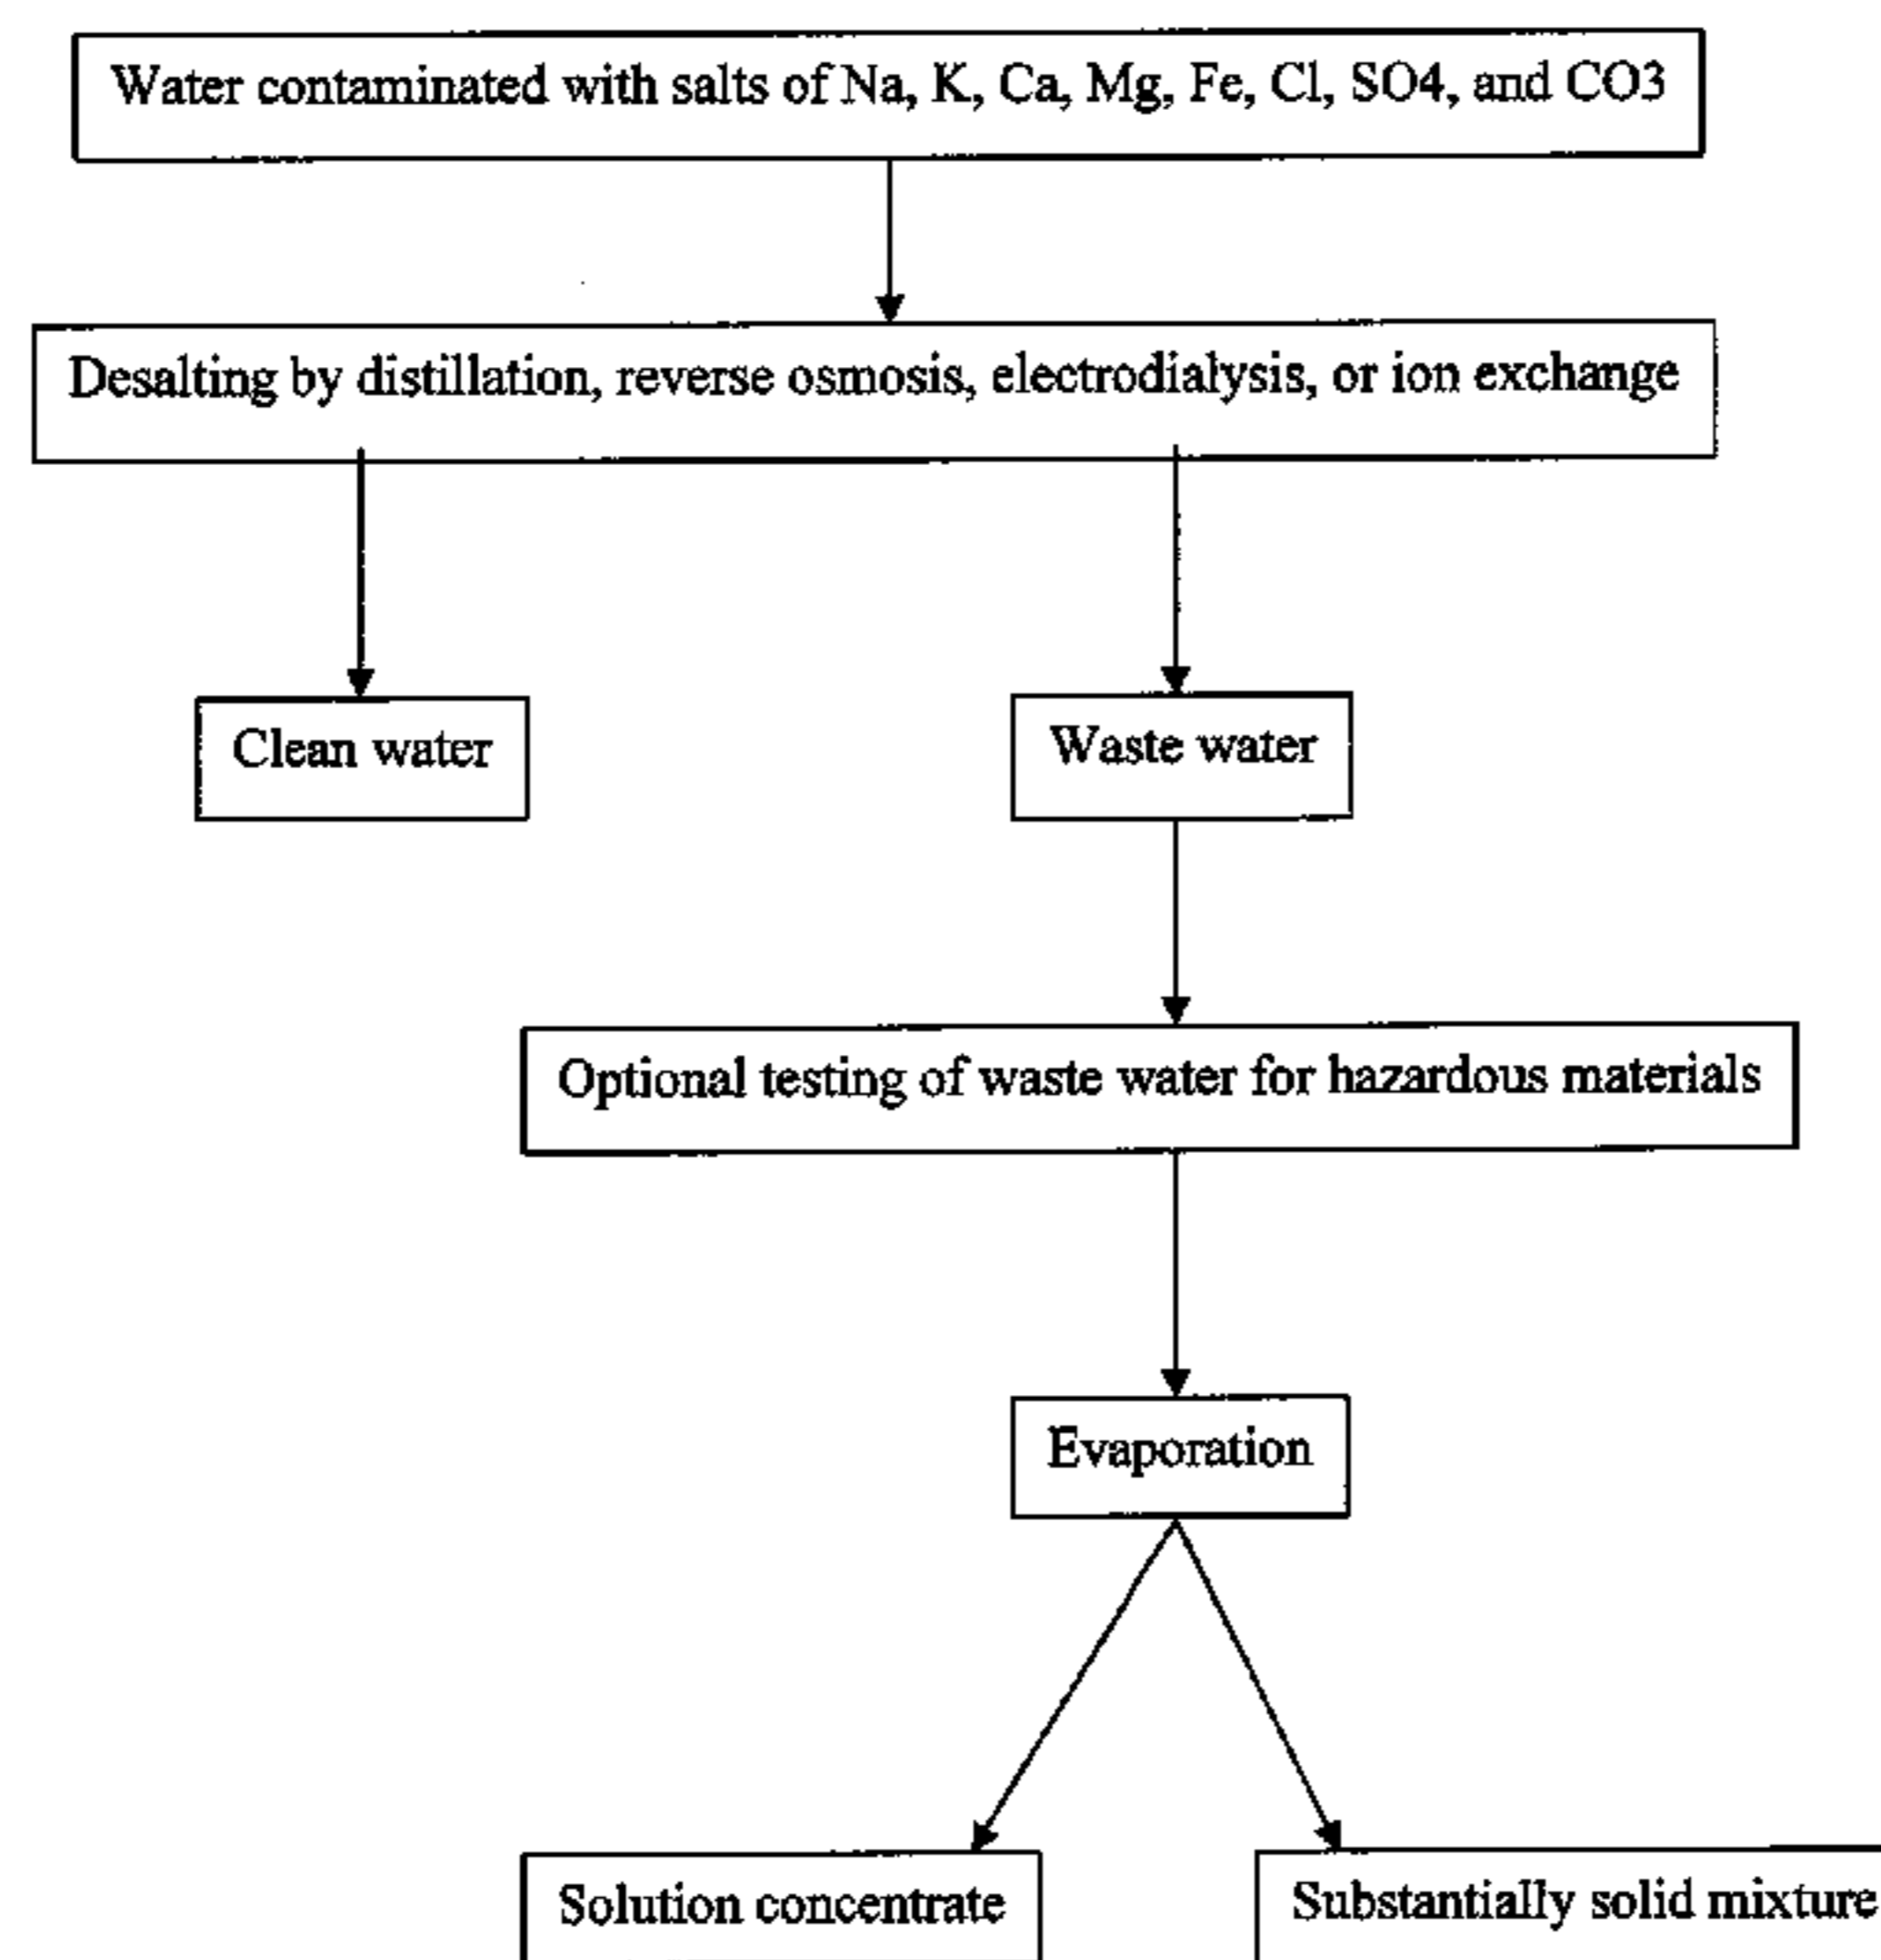 Water contaminated with salts of Na, K, Ca, Mg, Fe, Cl, SO4, and CO3
Desalting by distillation, reverse osmosis, electrodialysis, or ion exchange
Clean water
Waste water
Optional testing of waste water for hazardous materials
Evaporation
Solution concentrate
Substantially solid mixture